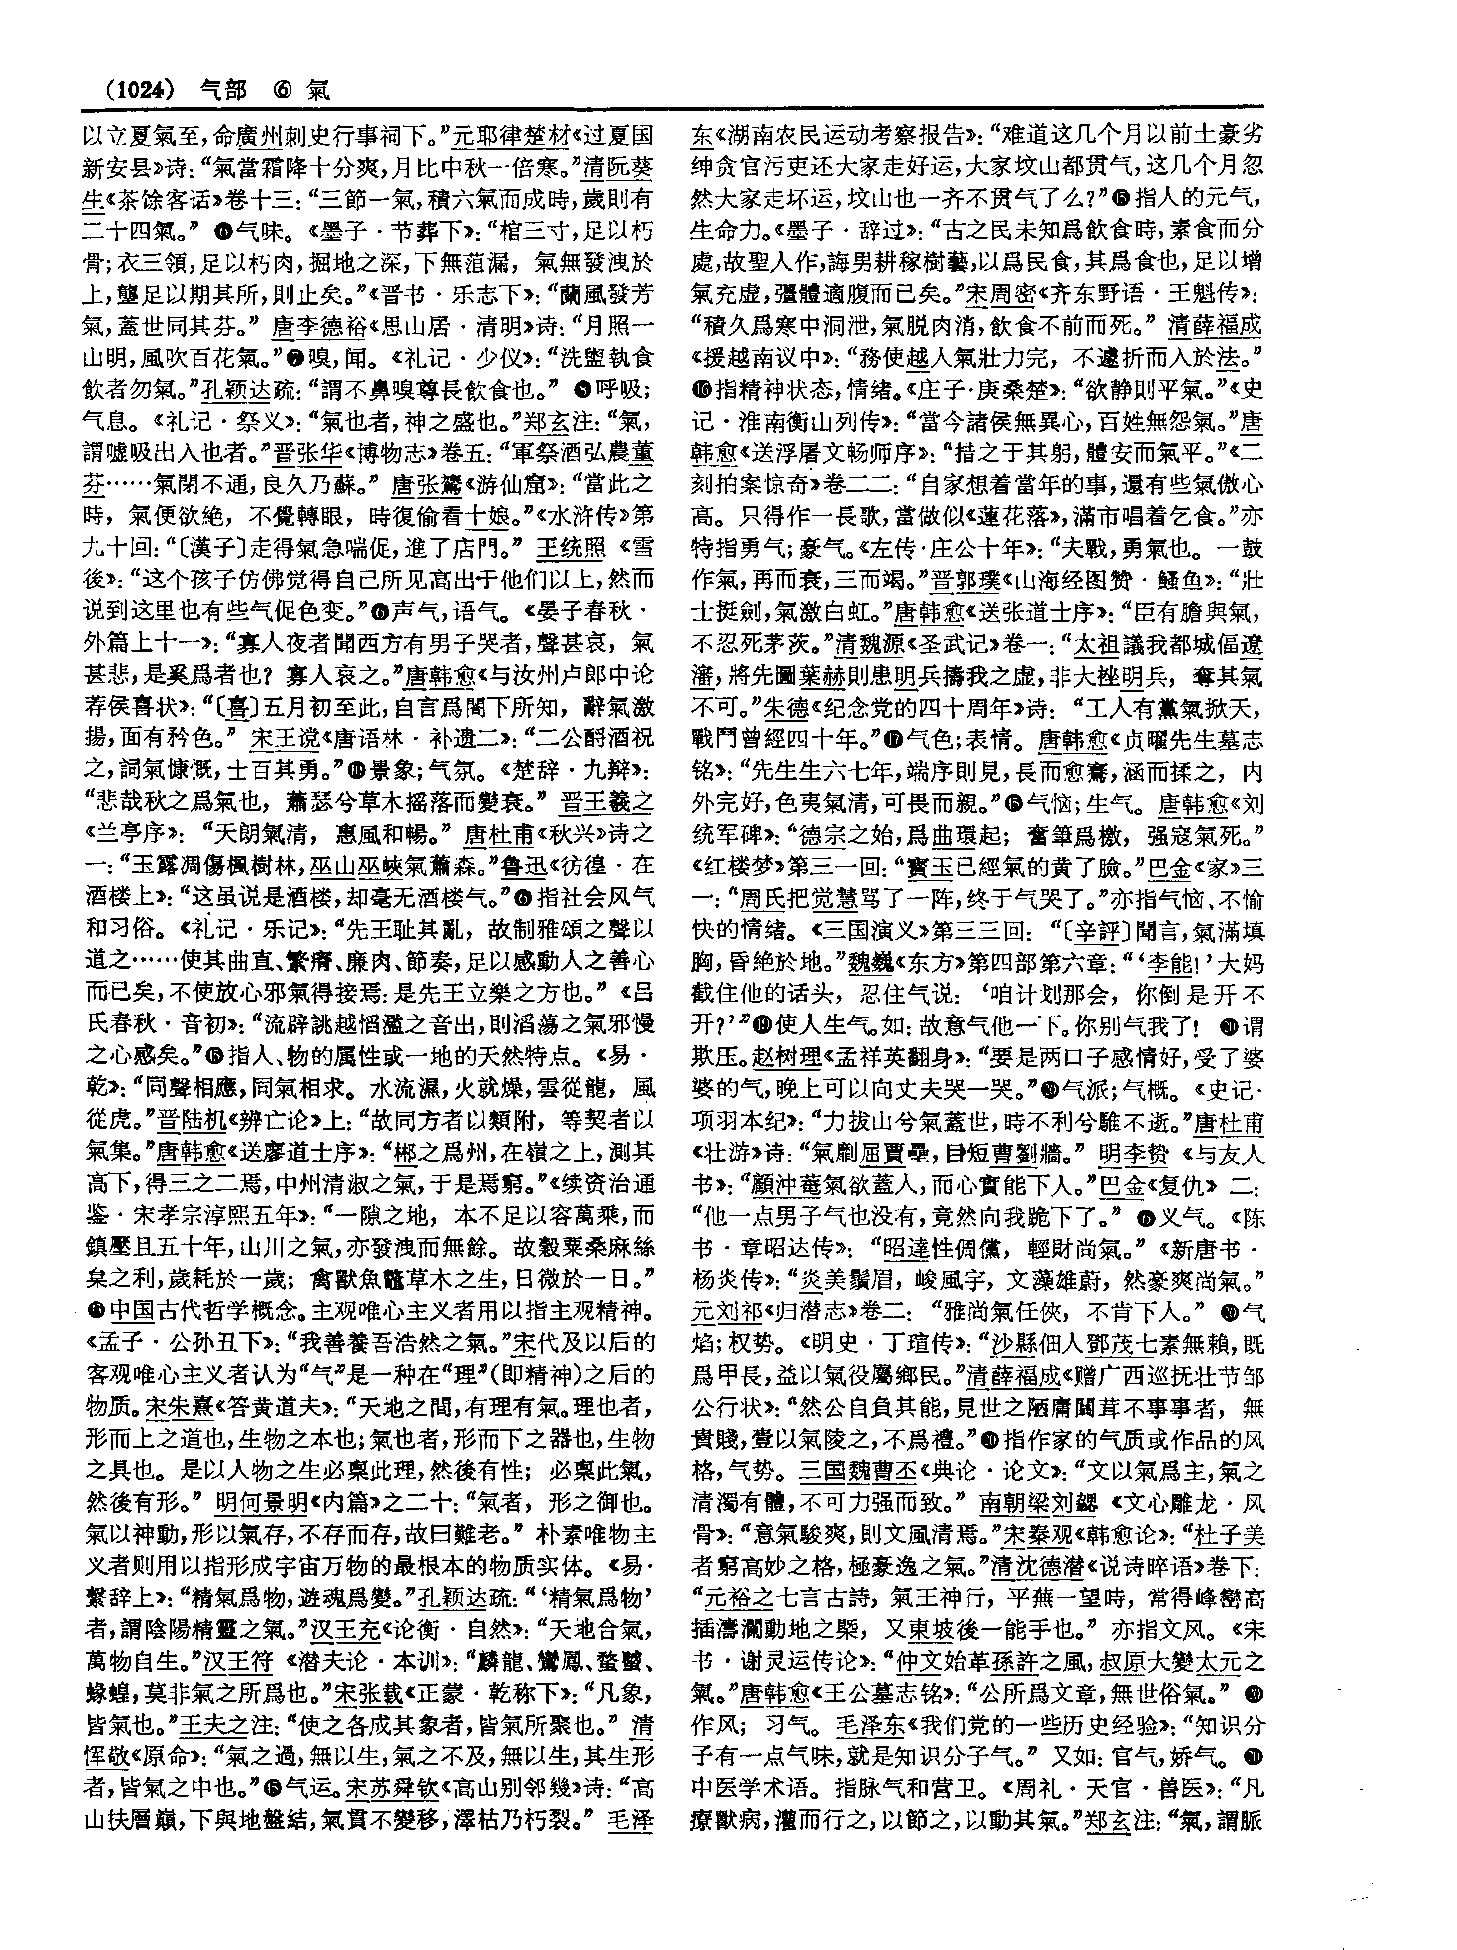 (1024) 气部 ⑥ 氣
以立夏氣至，命廣州刺史行事祠下。”元耶律楚材《过夏国
新安县》诗：“氣當霜降十分爽，月比中秋一倍寒。”清阮葵
生《茶馀客话》卷十三：“三節一氣，積六氣而成時，歲則有
二十四氣。” ❻气味。《墨子·节葬下》：“棺三寸，足以朽
骨；衣三領，足以朽肉，掘地之深，下無菹漏，氣無發洩於
上，壟足以期其所，則止矣。”《晋书·乐志下》：“蘭風發芳
氣，蓋世同其芬。” 唐李德裕《思山居·清明》诗：“月照一
山明，風吹百花氣。”❼嗅，闻。《礼记·少仪》：“洗盥執食
飲者勿氣。”孔颖达疏：“謂不鼻嗅尊長飲食也。” ❽呼吸；
气息。《礼记·祭义》：“氣也者，神之盛也。”郑玄注：“氣，
謂噓吸出入也者。”晋张华《博物志》卷五：“軍祭酒弘農董
芬……氣閉不通，良久乃蘇。” 唐张鷟《游仙窟》：“當此之
時，氣便欲絶，不覺轉眼，時復偷看十娘。”《水浒传》第
九十回：“〔漢子〕走得氣急喘促，進了店門。” 王统照《雪
後》：“这个孩子仿佛觉得自己所见高出于他们以上，然而
说到这里也有些气促色变。”❾声气，语气。《晏子春秋·
外篇上十一》：“寡人夜者聞西方有男子哭者，聲甚哀，氣
甚悲，是奚爲者也？寡人哀之。”唐韩愈《与汝州卢郎中论
荐侯喜状》：“〔喜〕五月初至此，自言爲閣下所知，辭氣激
揚，面有矜色。” 宋王谠《唐语林·补遗二》：“二公酹酒祝
之，詞氣慷慨，士百其勇。”❿景象；气氛。《楚辞·九辩》：
“悲哉秋之爲氣也，蕭瑟兮草木摇落而變衰。” 晋王羲之
《兰亭序》：“天朗氣清，惠風和暢。” 唐杜甫《秋兴》诗之
一：“玉露凋傷楓樹林，巫山巫峽氣蕭森。”鲁迅《彷徨·在
酒楼上》：“这虽说是酒楼，却毫无酒楼气。”⓫指社会风气
和习俗。《礼记·乐记》：“先王耻其亂，故制雅頌之聲以
道之……使其曲直、繁瘠、廉肉、節奏，足以感動人之善心
而已矣，不使放心邪氣得接焉：是先王立樂之方也。”《吕
氏春秋·音初》：“流辟誂越慆濫之音出，則滔蕩之氣邪慢
之心感矣。”⓬指人、物的属性或一地的天然特点。《易·
乾》：“同聲相應，同氣相求。水流濕，火就燥，雲從龍，風
從虎。”晋陆机《辨亡论》上：“故同方者以類附，等契者以
氣集。”唐韩愈《送廖道士序》：“郴之爲州，在嶺之上，測其
高下，得三之二焉，中州清淑之氣，于是焉窮。”《续资治通
鉴·宋孝宗淳熙五年》：“一隙之地，本不足以容萬乘，而
鎮壓且五十年，山川之氣，亦發洩而無餘。故穀粟桑麻絲
枲之利，歲耗於一歲；禽獸魚鼈草木之生，日微於一日。”
⓭中国古代哲学概念。主观唯心主义者用以指主观精神。
《孟子·公孙丑下》：“我善養吾浩然之氣。”宋代及以后的
客观唯心主义者认为“气”是一种在“理”(即精神)之后的
物质。宋朱熹《答黄道夫》：“天地之間，有理有氣。理也者，
形而上之道也，生物之本也；氣也者，形而下之器也，生物
之具也。是以人物之生必稟此理，然後有性；必稟此氣，
然後有形。” 明何景明《内篇》之二十：“氣者，形之御也。
氣以神動，形以氣存，不存而存，故曰難老。” 朴素唯物主
义者则用以指形成宇宙万物的最根本的物质实体。《易·
繫辞上》：“精氣爲物，遊魂爲變。”孔颖达疏：“‘精氣爲物’
者，謂陰陽精靈之氣。”汉王充《论衡·自然》：“天地合氣，
萬物自生。”汉王符《潜夫论·本训》：“麟龍、鸞鳳、蝥蠈、
蝝蝗，莫非氣之所爲也。”宋张载《正蒙·乾称下》：“凡象，
皆氣也。”王夫之注：“使之各成其象者，皆氣所聚也。” 清
恽敬《原命》：“氣之過，無以生，氣之不及，無以生，其生形
者，皆氣之中也。”⓮气运。宋苏舜钦《高山别邻幾》诗：“高
山扶層巔，下與地盤結，氣貫不變移，澤枯乃朽裂。” 毛泽
东《湖南农民运动考察报告》：“难道这几个月以前土豪劣
绅贪官污吏还大家走好运，大家坟山都贯气，这几个月忽
然大家走坏运，坟山也一齐不贯气了么？”⓯指人的元气，
生命力。《墨子·辞过》：“古之民未知爲飲食時，素食而分
處，故聖人作，誨男耕稼樹藝，以爲民食，其爲食也，足以增
氣充虚，彊體適腹而已矣。”宋周密《齐东野语·王魁传》：
“積久爲寒中洞泄，氣脱肉消，飲食不前而死。” 清薛福成
《援越南议中》：“務使越人氣壯力完，不遽折而入於法。”
⓰指精神状态，情绪。《庄子·庚桑楚》：“欲静則平氣。”《史
记·淮南衡山列传》：“當今諸侯無異心，百姓無怨氣。”唐
韩愈《送浮屠文畅师序》：“措之于其躬，體安而氣平。”《二
刻拍案惊奇》卷二二：“自家想着當年的事，還有些氣傲心
高。只得作一長歌，當做似《蓮花落》，滿市唱着乞食。”亦
特指勇气；豪气。《左传·庄公十年》：“夫戰，勇氣也。一鼓
作氣，再而衰，三而竭。”晋郭璞《山海经图赞·鳋鱼》：“壯
士挺劍，氣激白虹。”唐韩愈《送张道士序》：“臣有膽與氣，
不忍死茅茨。”清魏源《圣武记》卷一：“太祖議我都城偪遼
瀋，將先圖葉赫則患明兵擣我之虚，非大挫明兵，奪其氣
不可。”朱德《纪念党的四十周年》诗：“工人有黨氣掀天，
戰鬥曾經四十年。”⓱气色；表情。唐韩愈《贞曜先生墓志
铭》：“先生生六七年，端序則見，長而愈騫，涵而揉之，内
外完好，色夷氣清，可畏而親。”⓲气恼；生气。唐韩愈《刘
统军碑》：“德宗之始，爲曲環起；奮筆爲檄，强寇氣死。”
《红楼梦》第三一回：“寶玉已經氣的黄了臉。”巴金《家》三
一：“周氏把觉慧骂了一阵，终于气哭了。”亦指气恼、不愉
快的情绪。《三国演义》第三三回：“〔辛評〕聞言，氣滿填
胸，昏絶於地。”魏巍《东方》第四部第六章：“‘李能！’大妈
截住他的话头，忍住气说：‘咱计划那会，你倒是开不
开？’”⓳使人生气。如：故意气他一下。你别气我了！ ⓴谓
欺压。赵树理《孟祥英翻身》：“要是两口子感情好，受了婆
婆的气，晚上可以向丈夫哭一哭。”㉑气派；气概。《史记·
项羽本纪》：“力拔山兮氣蓋世，時不利兮騅不逝。”唐杜甫
《壮游》诗：“氣劘屈賈壘，目短曹劉牆。” 明李贽《与友人
书》：“顧沖菴氣欲蓋人，而心實能下人。”巴金《复仇》二：
“他一点男子气也没有，竟然向我跪下了。” ㉒义气。《陈
书·章昭达传》：“昭達性倜儻，輕財尚氣。”《新唐书·
杨炎传》：“炎美鬚眉，峻風宇，文藻雄蔚，然豪爽尚氣。”
元刘祁《归潜志》卷二：“雅尚氣任俠，不肯下人。” ㉓气
焰；权势。《明史·丁瑄传》：“沙縣佃人鄧茂七素無賴，既
爲甲長，益以氣役屬鄉民。”清薛福成《赠广西巡抚壮节邹
公行状》：“然公自負其能，見世之陋庸闒茸不事事者，無
貴賤，壹以氣陵之，不爲禮。”㉔指作家的气质或作品的风
格，气势。三国魏曹丕《典论·论文》：“文以氣爲主，氣之
清濁有體，不可力强而致。” 南朝梁刘勰《文心雕龙·风
骨》：“意氣駿爽，則文風清焉。”宋秦观《韩愈论》：“杜子美
者窮高妙之格，極豪逸之氣。”清沈德潜《说诗晬语》卷下：
“元裕之七言古詩，氣王神行，平蕪一望時，常得峰巒高
插濤瀾動地之槩，又東坡後一能手也。” 亦指文风。《宋
书·谢灵运传论》：“仲文始革孫許之風，叔原大變太元之
氣。”唐韩愈《王公墓志铭》：“公所爲文章，無世俗氣。” ㉕
作风；习气。毛泽东《我们党的一些历史经验》：“知识分
子有一点气味，就是知识分子气。” 又如：官气，娇气。 ㉖
中医学术语。指脉气和营卫。《周礼·天官·兽医》：“凡
療獸病，灌而行之，以節之，以動其氣。”郑玄注：“氣，謂脈